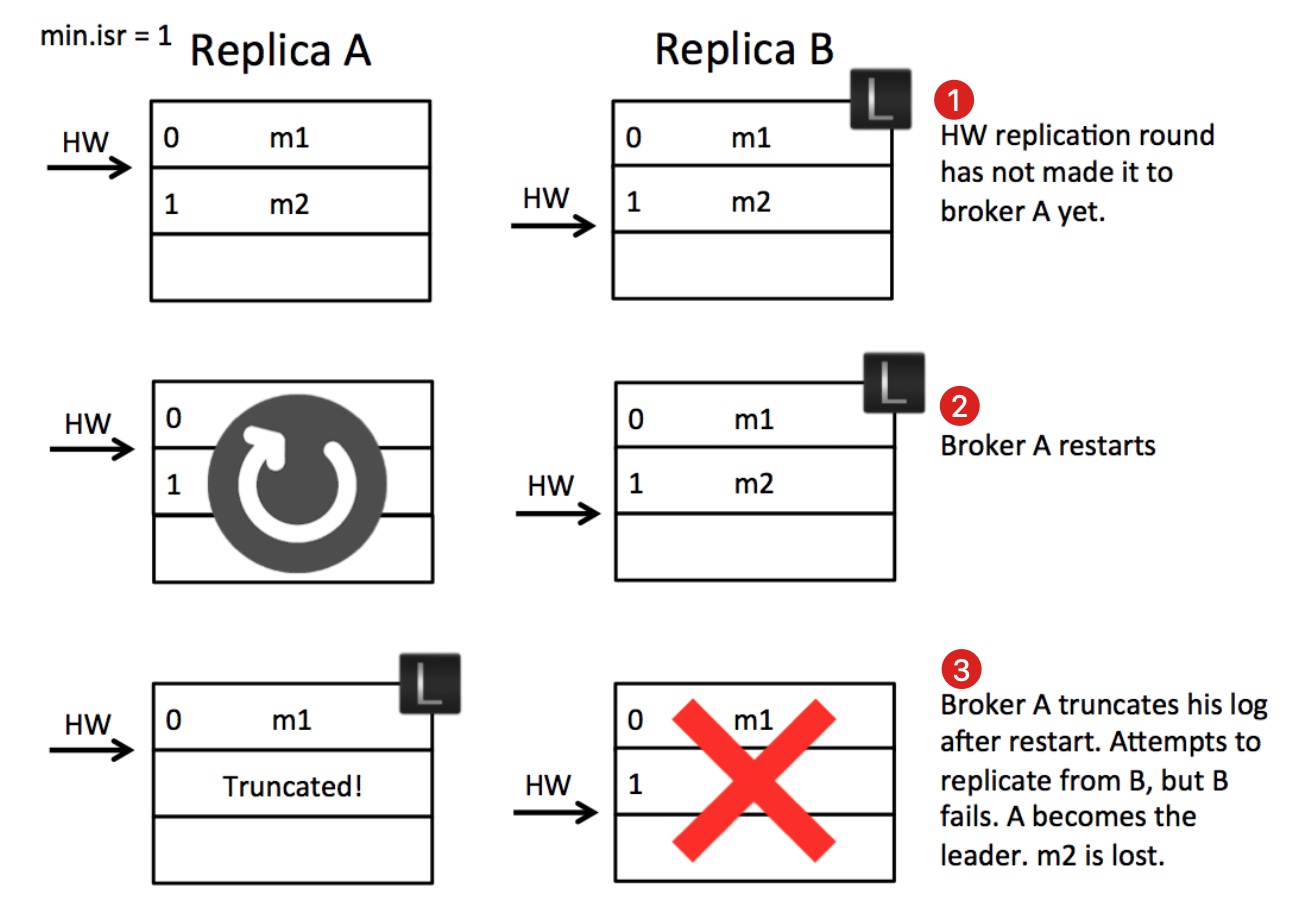 min.isr = 1
Replica A
Replica B
L
1
HW
0 m1
1 m2
HW
0 m1
1 m2
HW replication round
has not made it to
broker A yet.
L
2
HW
0
1
HW
0 m1
1 m2
Broker A restarts
L
3
HW
0 m1
Truncated!
HW
0 m1
1
Broker A truncates his log
after restart. Attempts to
replicate from B, but B
fails. A becomes the
leader. m2 is lost.